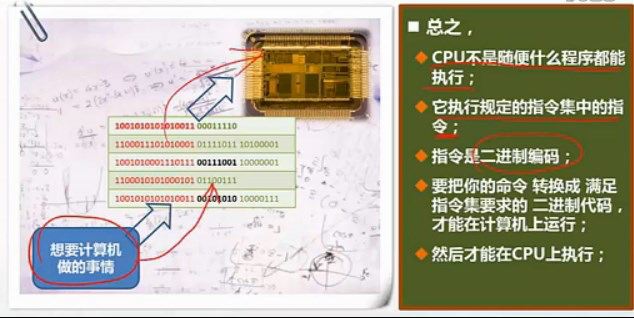 1001010101010011 00011110
1100011101010001 01111011 10100001
1001010001110111 00111001 10000001
1100010101000101 01100111
1001010101010011 00101010 10000111
想要计算机
做的事情
总之，
CPU不是随便什么程序都能
执行；
它执行规定的指令集中的指
令；
指令是二进制编码；
要把你的命令 转换成 满足
指令集要求的 二进制代码，
才能在计算机上运行；
然后才能在CPU上执行；